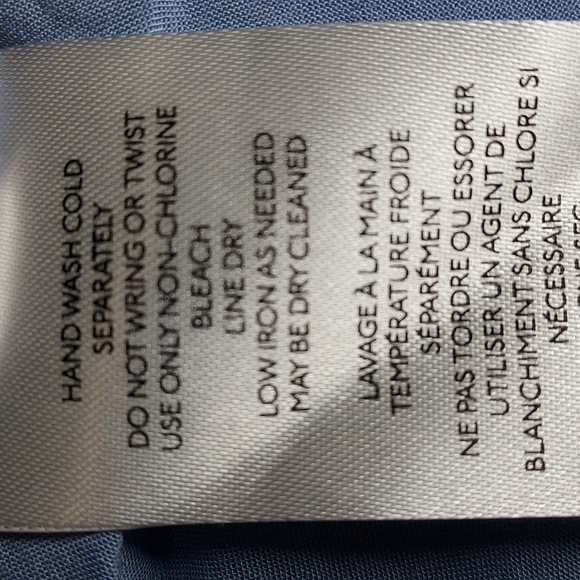 HAND WASH COLD
SEPARATELY
DO NOT WRING OR TWIST
USE ONLY NON-CHLORINE
BLEACH
LINE DRY
LOW IRON AS NEEDED
MAY BE DRY CLEANED
LAVAGE À LA MAIN À
TEMPÉRATURE FROIDE
SÉPARÉMENT
NE PAS TORDRE OU ESSORER
UTILISER UN AGENT DE
BLANCHIMENT SANS CHLORE SI
NÉCESSAIRE